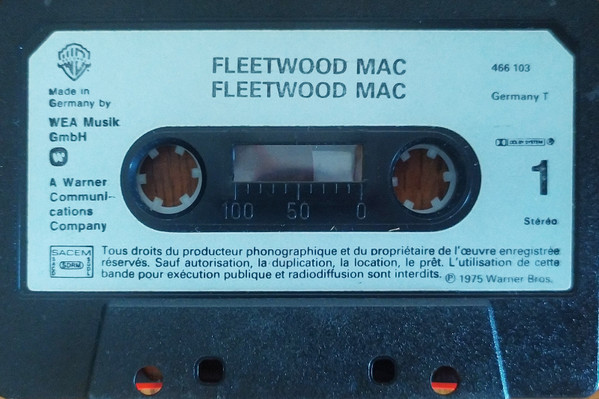 FLEETWOOD MAC
FLEETWOOD MAC
466 103
Made in
Germany by
Germany T
WEA Musik
GmbH
DOLBY SYSTEM
A Warner
Communi-
cations
Company
1
100 50 0
Stéréo
SACEM
SDRM
Tous droits du producteur phonographique et du propriétaire de l'œuvre enregistrée
réservés. Sauf autorisation, la duplication, la location, le prêt. L'utilisation de cette
bande pour exécution publique et radiodiffusion sont interdits. ℗ 1975 Warner Bros.